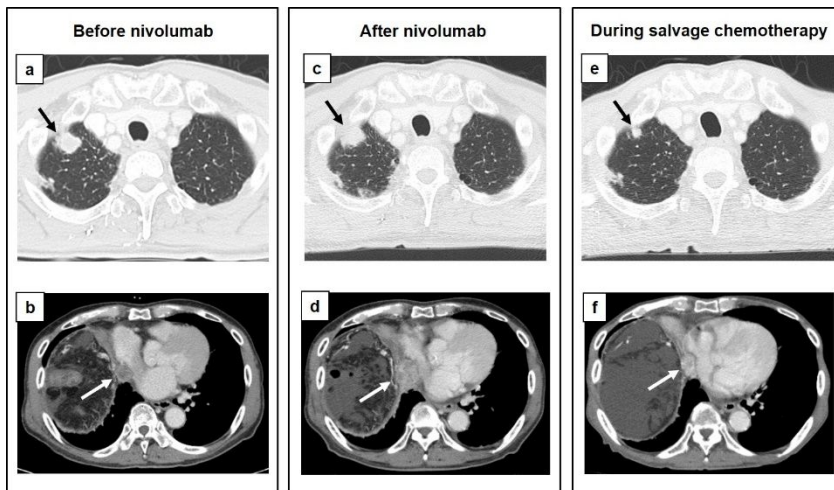 Before nivolumab
After nivolumab
During salvage chemotherapy
a
c
e
b
d
f